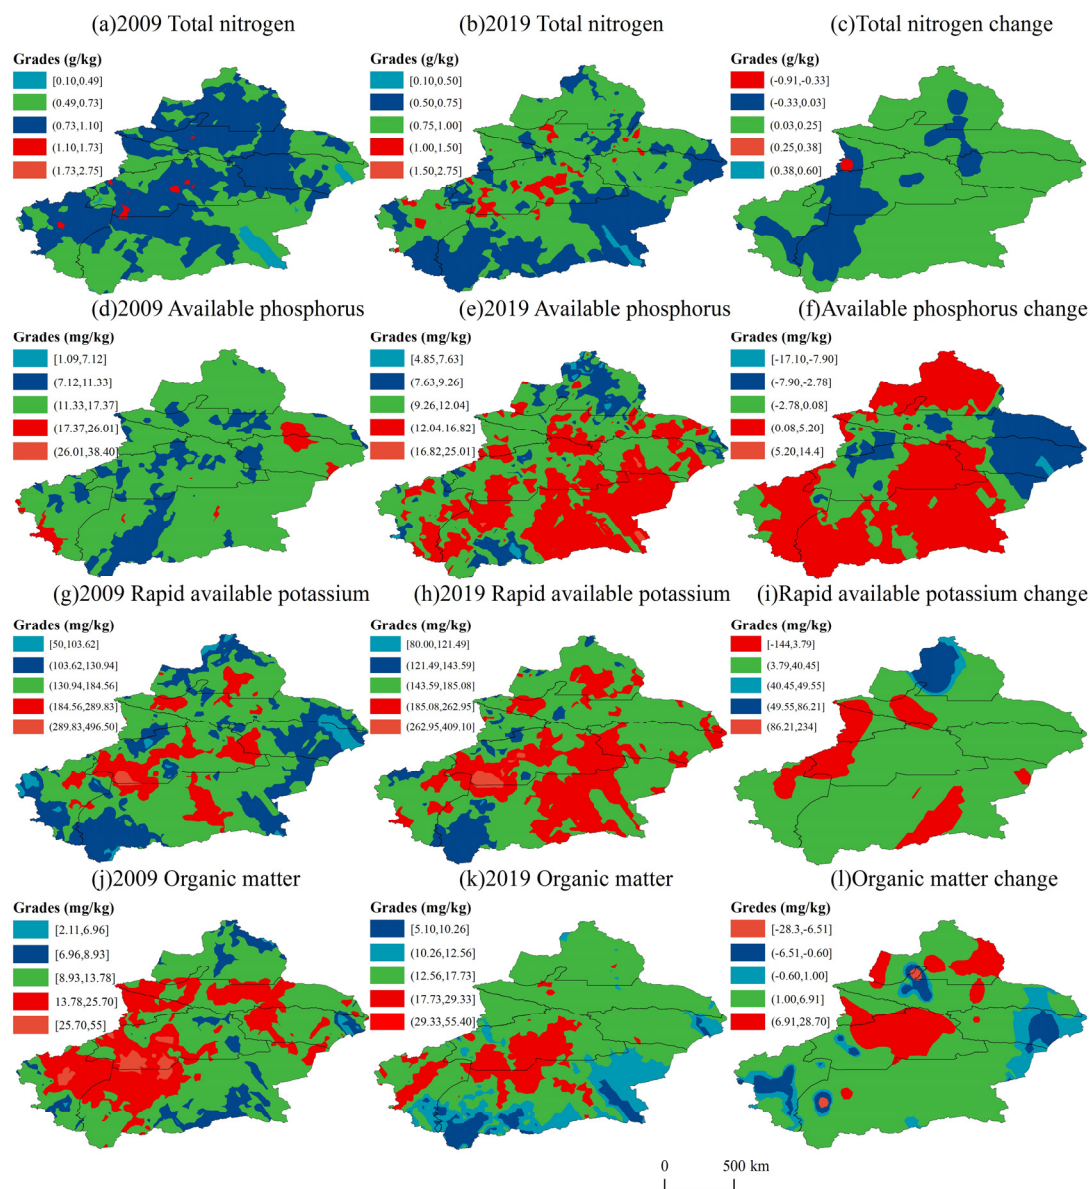 (a)2009 Total nitrogen
Grades (g/kg)
[0.10,0.49]
(0.49,0.73]
(0.73,1.10]
(1.10,1.73]
(1.73,2.75]
(b)2019 Total nitrogen
Grades (g/kg)
[0.10,0.50]
(0.50,0.75]
(0.75,1.00]
(1.00,1.50]
(1.50,2.75]
(c)Total nitrogen change
Grades (g/kg)
(-0.91,-0.33]
(-0.33,0.03]
(0.03,0.25]
(0.25,0.38]
(0.38,0.60]
(d)2009 Available phosphorus
Grades (mg/kg)
[1.09,7.12]
(7.12,11.33]
(11.33,17.37]
(17.37,26.01]
(26.01,38.40]
(e)2019 Available phosphorus
Grades (mg/kg)
[4.85,7.63]
(7.63,9.26]
(9.26,12.04]
(12.04,16.82]
(16.82,25.01]
(f)Available phosphorus change
Grades (mg/kg)
[-17.10,-7.90]
(-7.90,-2.78]
(-2.78,0.08]
(0.08,5.20]
(5.20,14.4]
(g)2009 Rapid available potassium
Grades (mg/kg)
[50,103.62]
(103.62,130.94]
(130.94,184.56]
(184.56,289.83]
(289.83,496.50]
(h)2019 Rapid available potassium
Grades (mg/kg)
[80.00,121.49]
(121.49,143.59]
(143.59,185.08]
(185.08,262.95]
(262.95,409.10]
(i)Rapid available potassium change
Grades (mg/kg)
[-144,3.79]
(3.79,40.45]
(40.45,49.55]
(49.55,86.21]
(86.21,234]
(j)2009 Organic matter
Grades (mg/kg)
[2.11,6.96]
(6.96,8.93]
[8.93,13.78]
13.78,25.70]
[25.70,55]
(k)2019 Organic matter
Grades (mg/kg)
[5.10,10.26]
(10.26,12.56]
(12.56,17.73]
(17.73,29.33]
(29.33,55.40]
(l)Organic matter change
Gredes (mg/kg)
[-28.3,-6.51]
(-6.51,-0.60]
(-0.60,1.00]
(1.00,6.91]
(6.91,28.70]
0 500 km